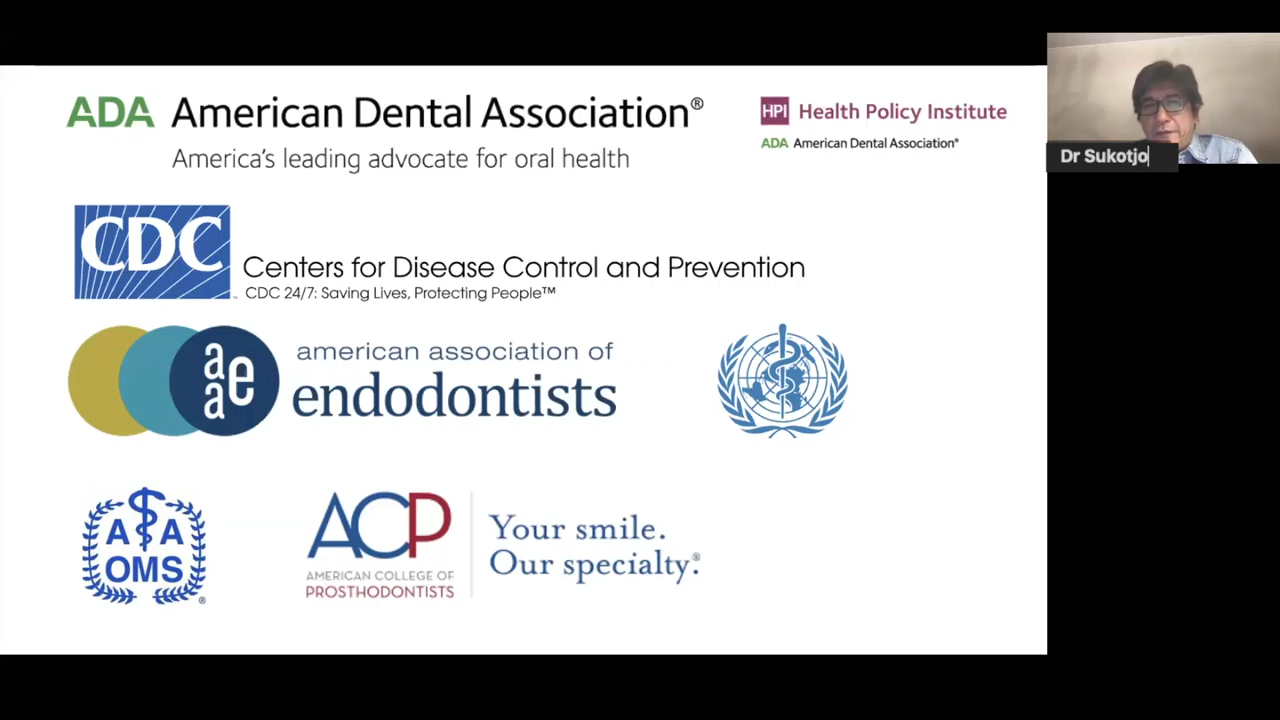 ADA American Dental Association®
America's leading advocate for oral health
HPI Health Policy Institute
ADA American Dental Association®
Dr Sukotjo
CDC
Centers for Disease Control and Prevention
CDC 24/7: Saving Lives, Protecting People™
aae
american association of
endodontists
AA
OMS®
ACP
AMERICAN COLLEGE OF
PROSTHODONTISTS
Your smile.
Our specialty.®